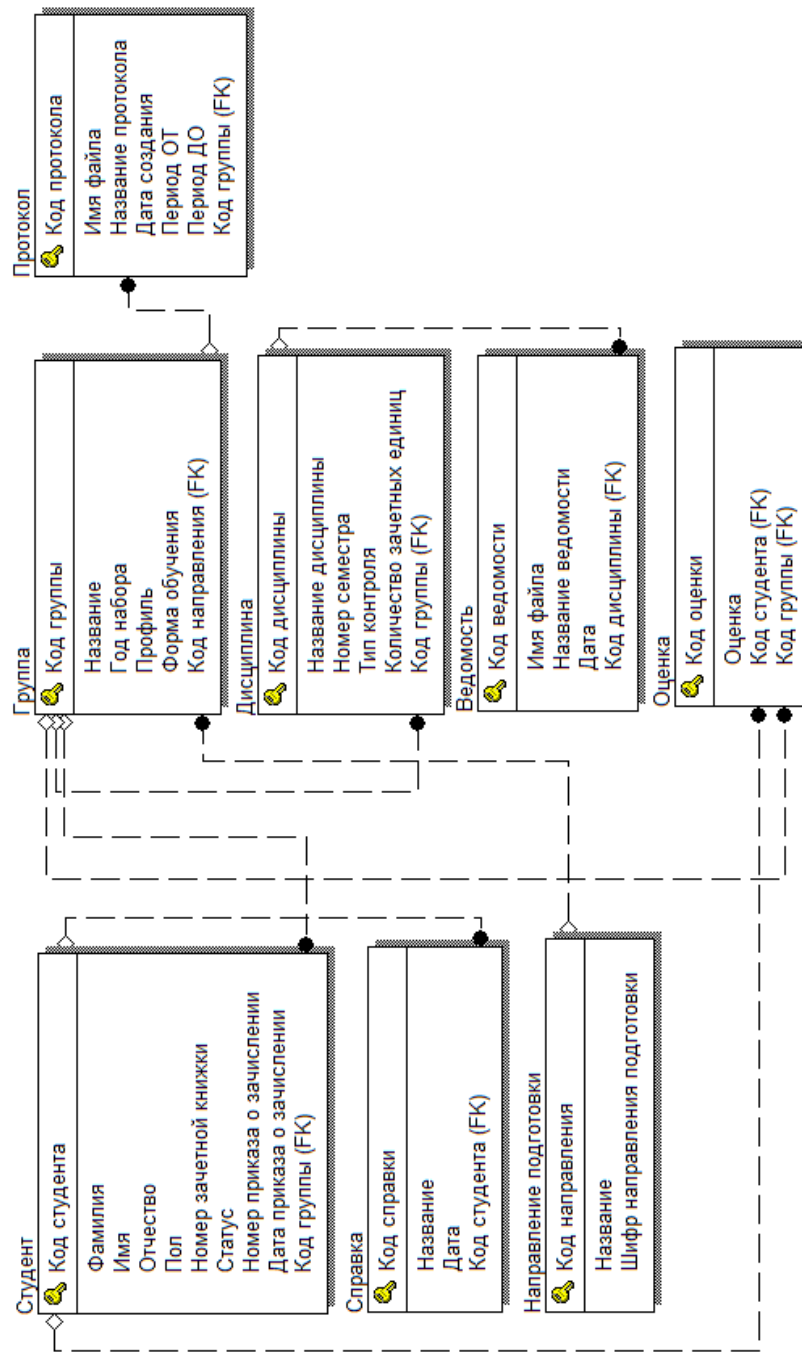 Студент
Код студента
Фамилия
Имя
Отчество
Пол
Номер зачетной книжки
Статус
Номер приказа о зачислении
Дата приказа о зачислении
Код группы (FK)
Справка
Код справки
Название
Дата
Код студента (FK)
Направление подготовки
Код направления
Название
Шифр направления подготовки
Группа
Код группы
Название
Год набора
Профиль
Форма обучения
Код направления (FK)
Дисциплина
Код дисциплины
Название дисциплины
Номер семестра
Тип контроля
Количество зачетных единиц
Код группы (FK)
Ведомость
Код ведомости
Имя файла
Название ведомости
Дата
Код дисциплины (FK)
Оценка
Код оценки
Оценка
Код студента (FK)
Код группы (FK)
Протокол
Код протокола
Имя файла
Название протокола
Дата создания
Период ОТ
Период ДО
Код группы (FK)